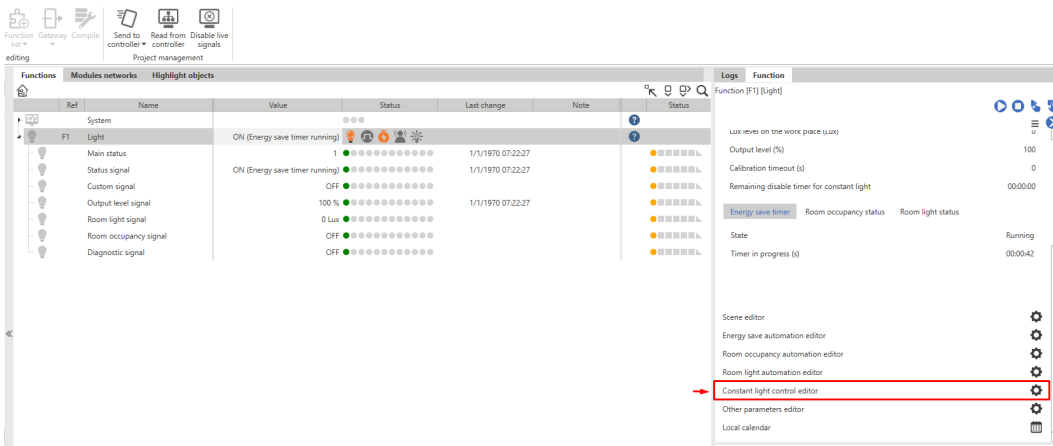 Function Gateway Compile Send to Read from Disable live
list controller controller signals
editing Project management
Functions Modules networks Highlight objects
Ref Name Value Status Last change Note Status
System
F1 Light ON (Energy save timer running)
Main status 1 1/1/1970 07:22:27
Status signal ON (Energy save timer running) 1/1/1970 07:22:27
Custom signal OFF
Output level signal 100 % 1/1/1970 07:22:27
Room light signal 0 Lux
Room occupancy signal OFF
Diagnostic signal OFF
Logs Function
Function [F1] [Light]
Lux level on the work place (Lux) 0
Output level (%) 100
Calibration timeout (s) 0
Remaining disable timer for constant light 00:00:00
Energy save timer Room occupancy status Room light status
State Running
Timer in progress (s) 00:00:42
Scene editor
Energy save automation editor
Room occupancy automation editor
Room light automation editor
Constant light control editor
Other parameters editor
Local calendar